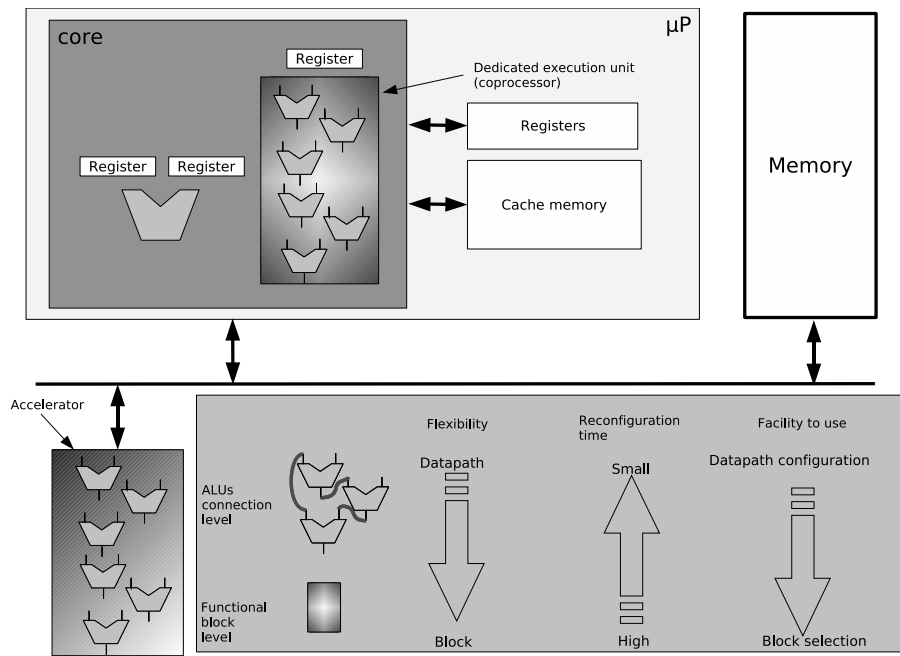 core
μP
Register
Dedicated execution unit
(coprocessor)
Registers
Register
Register
Cache memory
Memory
Accelerator
Flexibility
Reconfiguration
time
Facility to use
Datapath
Small
Datapath configuration
ALUs
connection
level
Functional
block
level
Block
High
Block selection